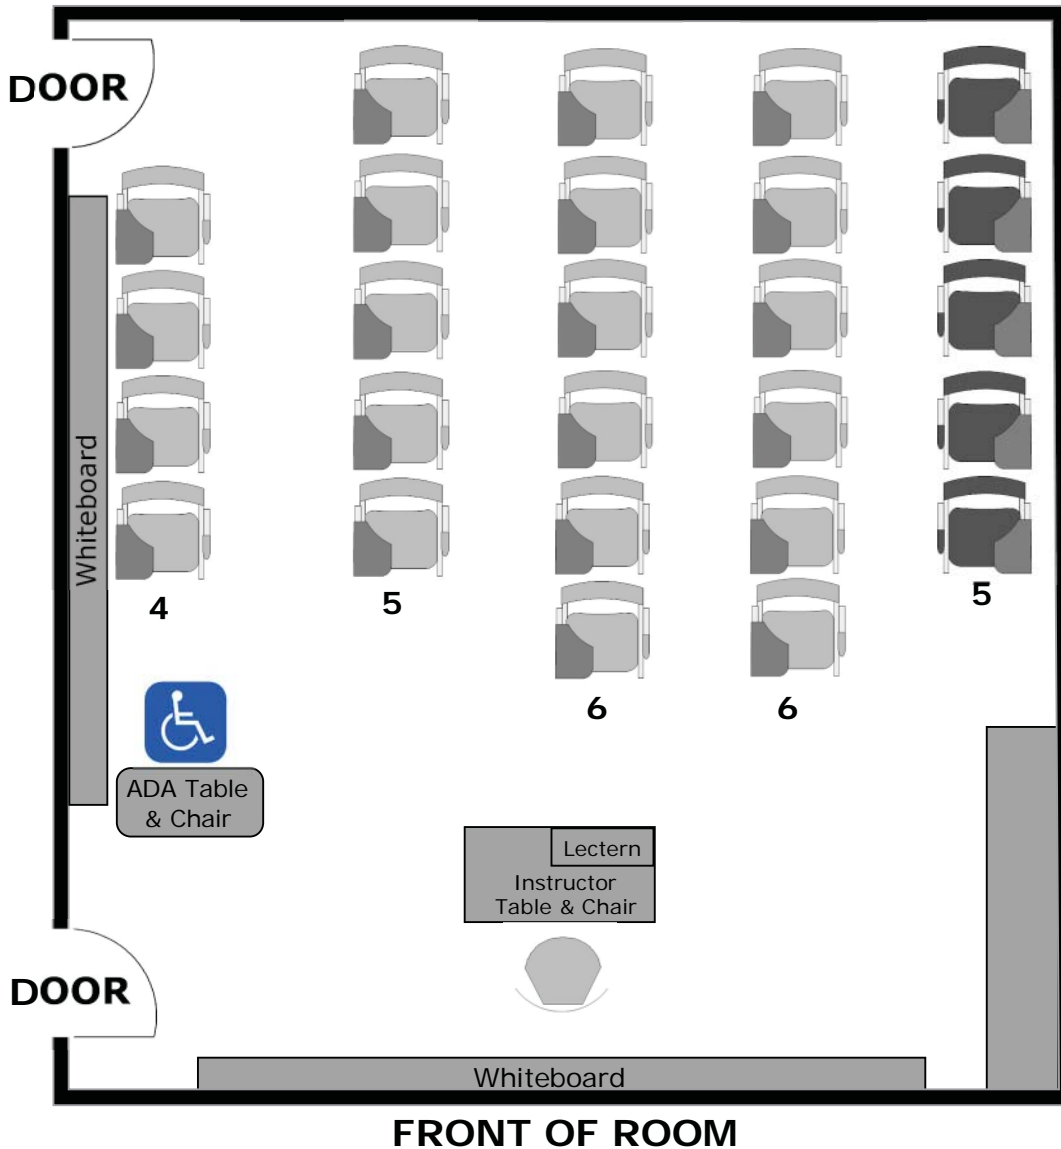 DOOR
Whiteboard
4
5
5
6
6
ADA Table
& Chair
Lectern
Instructor
Table & Chair
DOOR
Whiteboard
FRONT OF ROOM